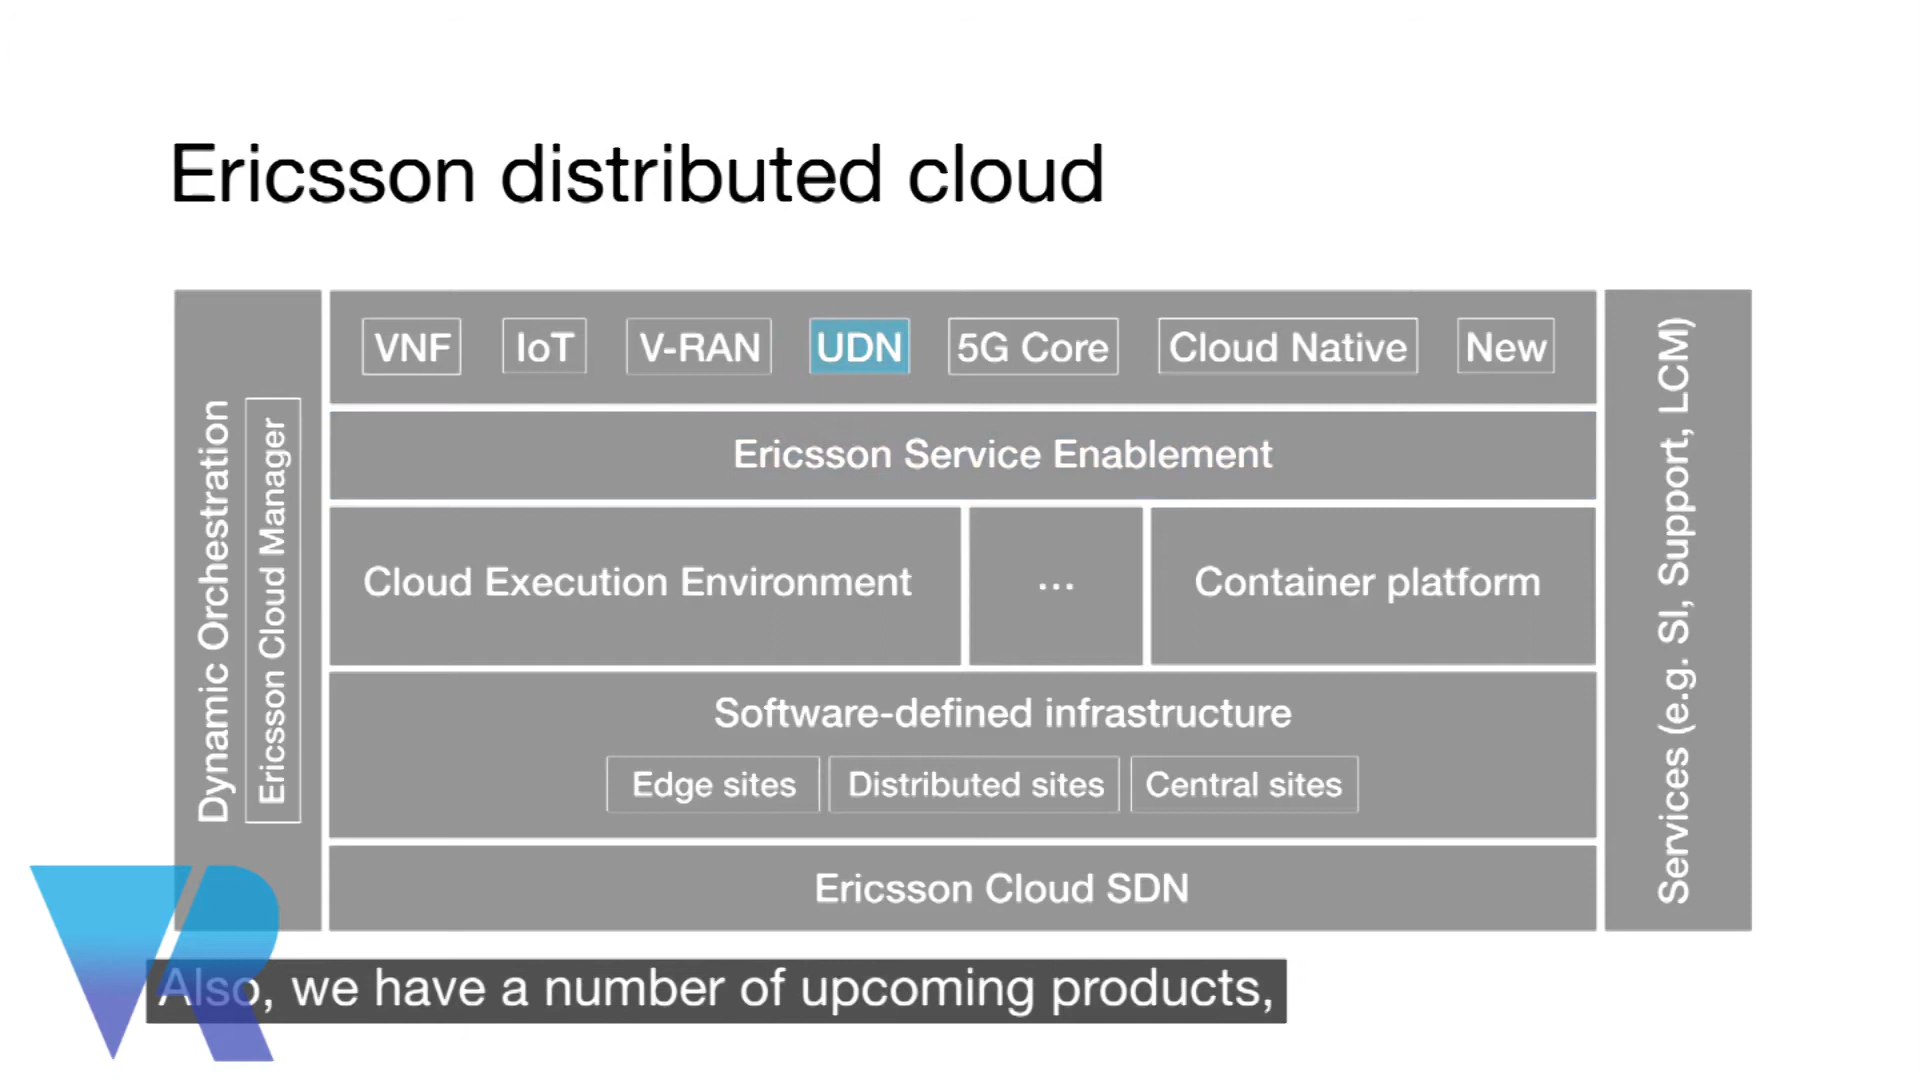 Ericsson distributed cloud
Dynamic Orchestration
Ericsson Cloud Manager
VNF
IoT
V-RAN
UDN
5G Core
Cloud Native
New
Ericsson Service Enablement
Cloud Execution Environment
...
Container platform
Software-defined infrastructure
Edge sites
Distributed sites
Central sites
Ericsson Cloud SDN
Services (e.g. SI, Support, LCM)
Also, we have a number of upcoming products,
VR